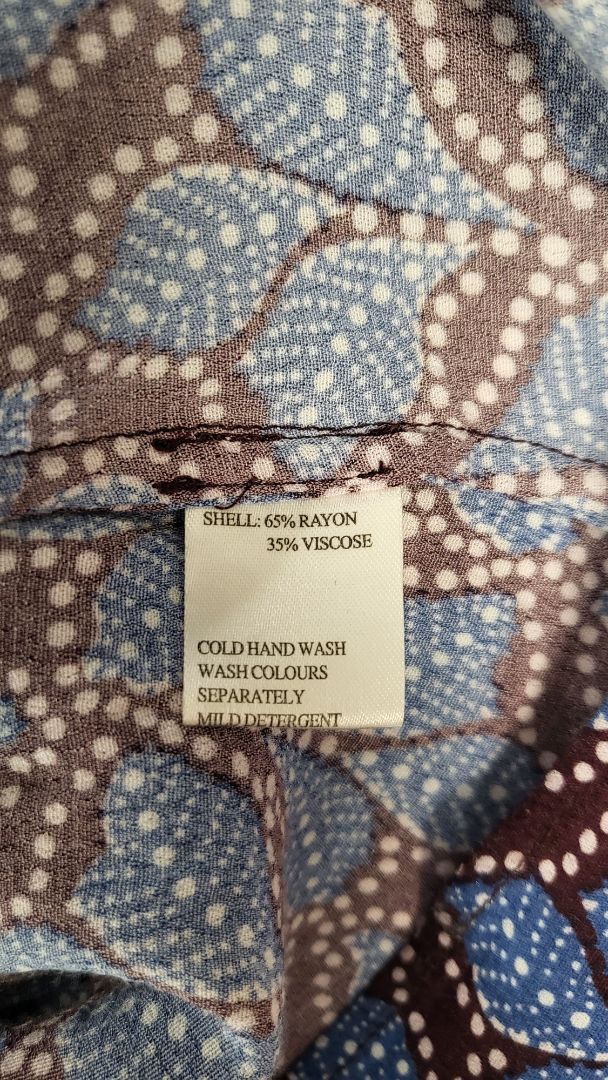 SHELL: 65% RAYON
35% VISCOSE
COLD HAND WASH
WASH COLOURS
SEPARATELY
MILD DETERGENT